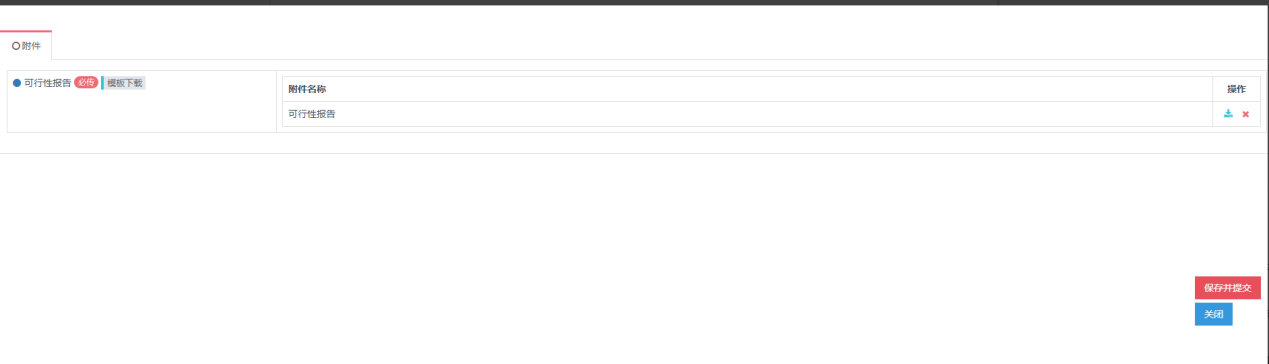 附件
可行性报告 必传 模板下载
附件名称 操作
可行性报告
保存并提交
关闭